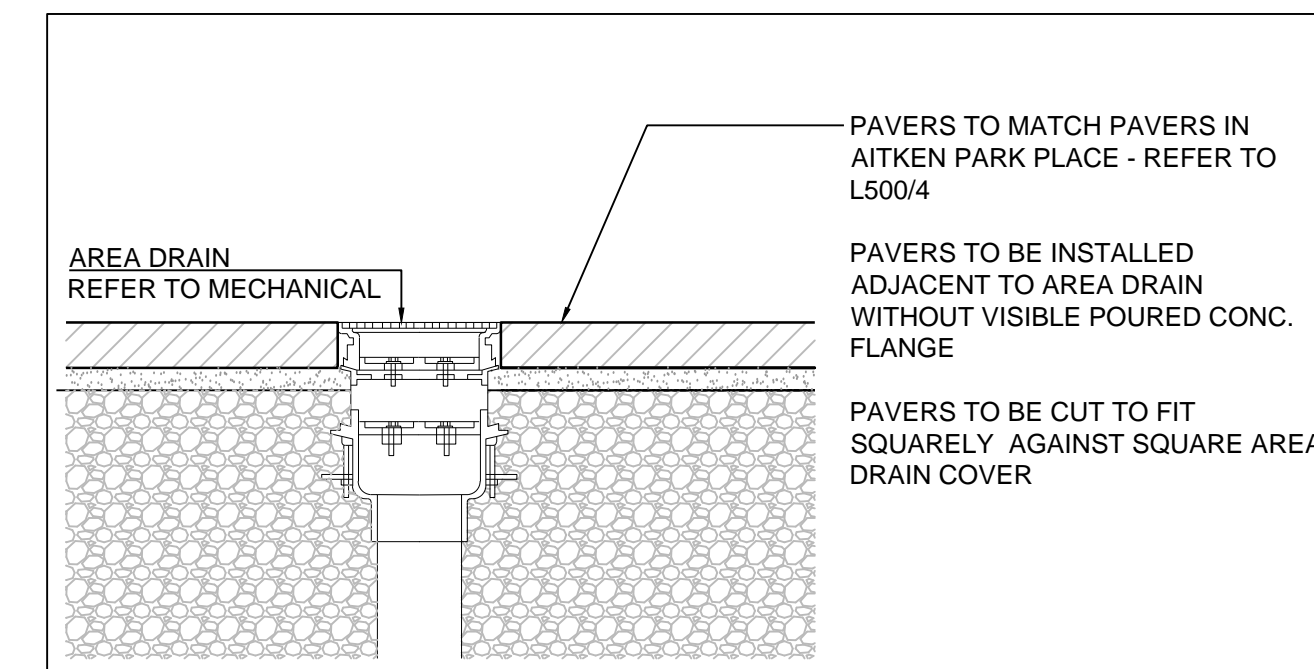 AREA DRAIN
REFER TO MECHANICAL
PAVERS TO MATCH PAVERS IN
AITKEN PARK PLACE - REFER TO
L500/4
PAVERS TO BE INSTALLED
ADJACENT TO AREA DRAIN
WITHOUT VISIBLE POURED CONC.
FLANGE
PAVERS TO BE CUT TO FIT
SQUARELY AGAINST SQUARE AREA
DRAIN COVER